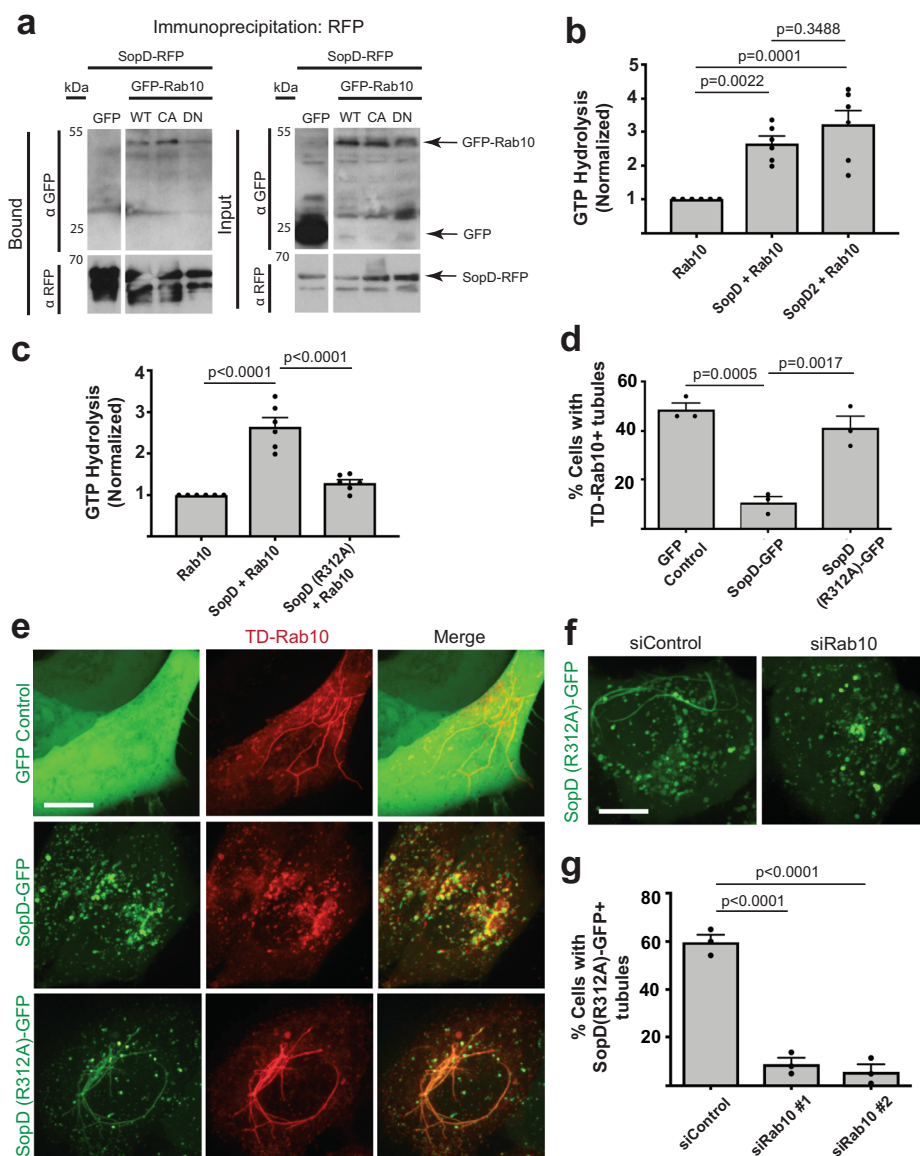 a
Immunoprecipitation: RFP
SopD-RFP
SopD-RFP
kDa
GFP-Rab10
kDa
GFP-Rab10
GFP
WT
CA
DN
GFP
WT
CA
DN
55
55
GFP-Rab10
Bound
α GFP
Input
α GFP
25
25
GFP
70
70
α RFP
α RFP
SopD-RFP
b
p=0.3488
p=0.0001
p=0.0022
GTP Hydrolysis
(Normalized)
5
4
3
2
1
Rab10
SopD + Rab10
SopD2 + Rab10
c
p<0.0001
p<0.0001
GTP Hydrolysis
(Normalized)
4
3
2
1
Rab10
SopD + Rab10
SopD (R312A)
+ Rab10
d
p=0.0017
p=0.0005
% Cells with
TD-Rab10+ tubules
60
40
20
GFP
Control
SopD-GFP
SopD
(R312A)-GFP
e
TD-Rab10
Merge
GFP Control
SopD-GFP
SopD (R312A)-GFP
f
siControl
siRab10
SopD (R312A)-GFP
g
p<0.0001
p<0.0001
% Cells with
SopD(R312A)-GFP+
tubules
80
60
40
20
siControl
siRab10 #1
siRab10 #2